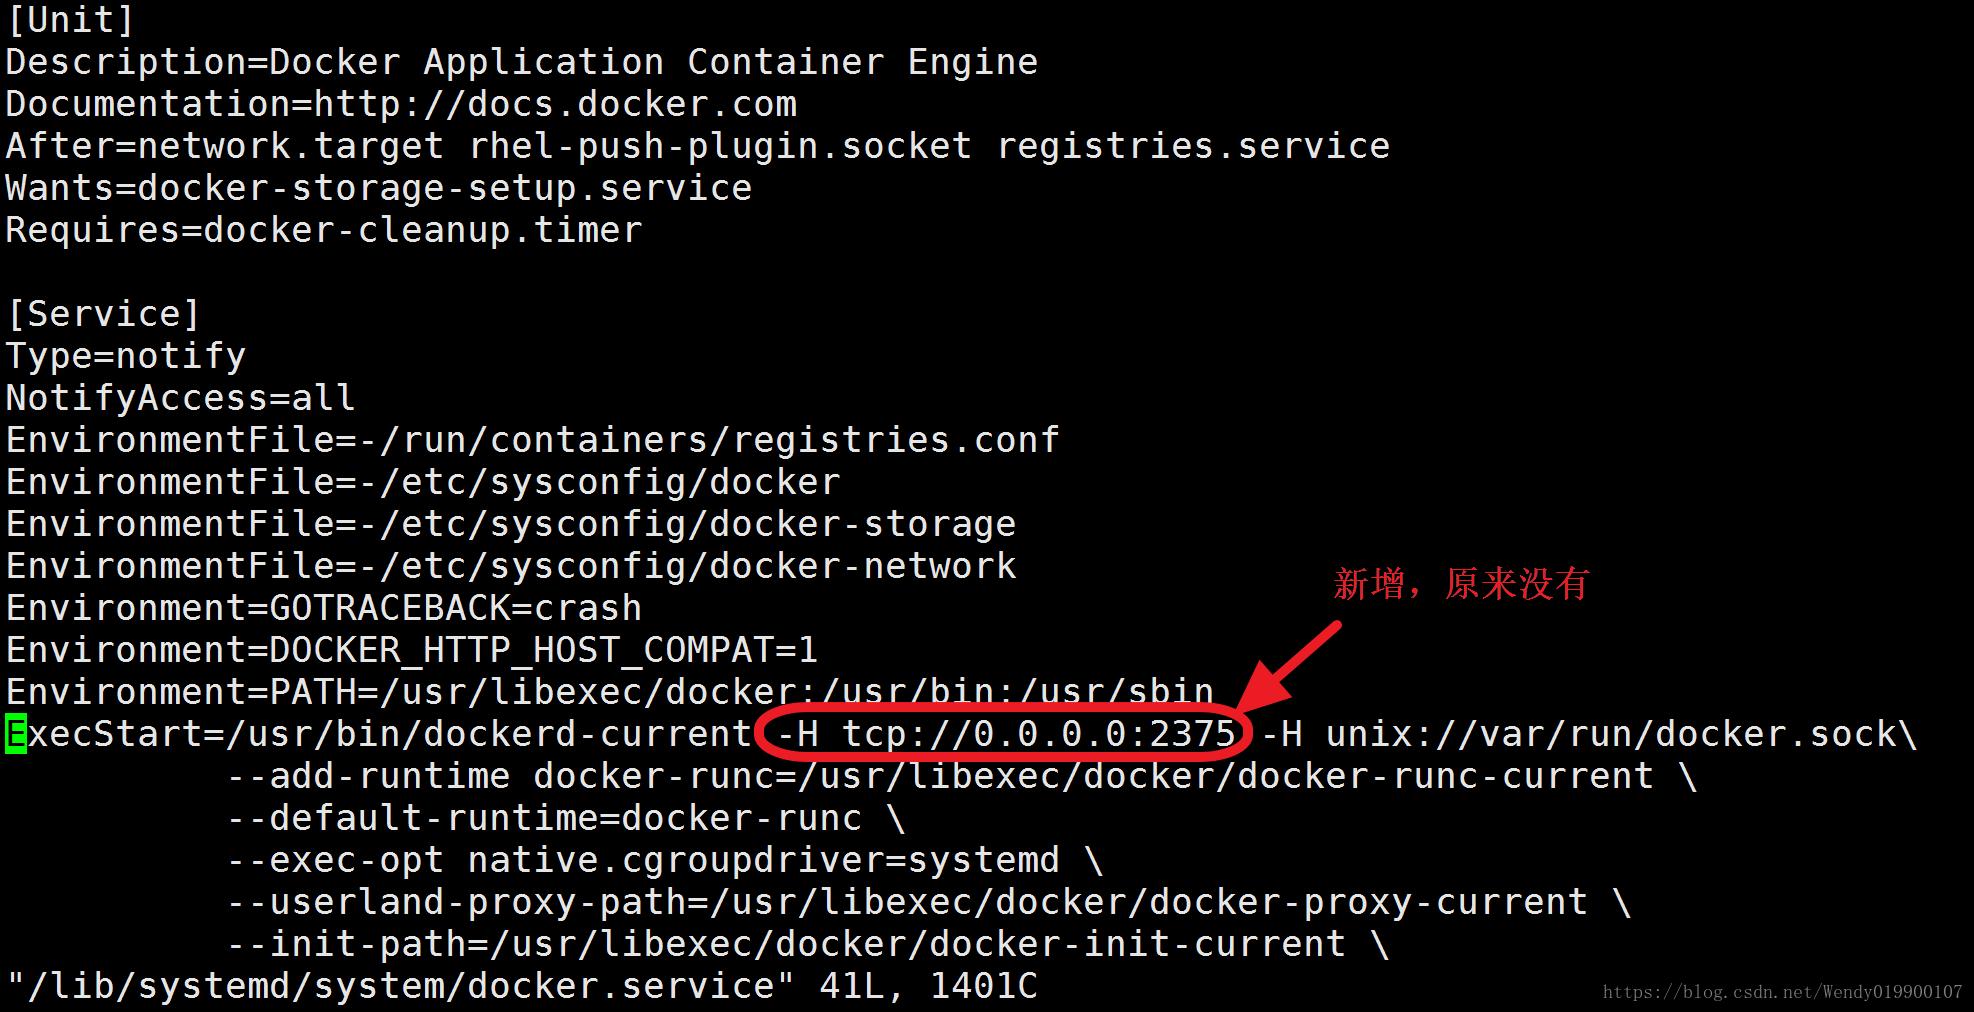 [Unit]
Description=Docker Application Container Engine
Documentation=http://docs.docker.com
After=network.target rhel-push-plugin.socket registries.service
Wants=docker-storage-setup.service
Requires=docker-cleanup.timer
[Service]
Type=notify
NotifyAccess=all
EnvironmentFile=-/run/containers/registries.conf
EnvironmentFile=-/etc/sysconfig/docker
EnvironmentFile=-/etc/sysconfig/docker-storage
EnvironmentFile=-/etc/sysconfig/docker-network
新增，原来没有
Environment=GOTRACEBACK=crash
Environment=DOCKER_HTTP_HOST_COMPAT=1
Environment=PATH=/usr/libexec/docker:/usr/bin:/usr/sbin
ExecStart=/usr/bin/dockerd-current -H tcp://0.0.0.0:2375 -H unix://var/run/docker.sock\
--add-runtime docker-runc=/usr/libexec/docker/docker-runc-current \
--default-runtime=docker-runc \
--exec-opt native.cgroupdriver=systemd \
--userland-proxy-path=/usr/libexec/docker/docker-proxy-current \
--init-path=/usr/libexec/docker/docker-init-current \
"/lib/systemd/system/docker.service" 41L, 1401C
https://blog.csdn.net/Wendy019900107